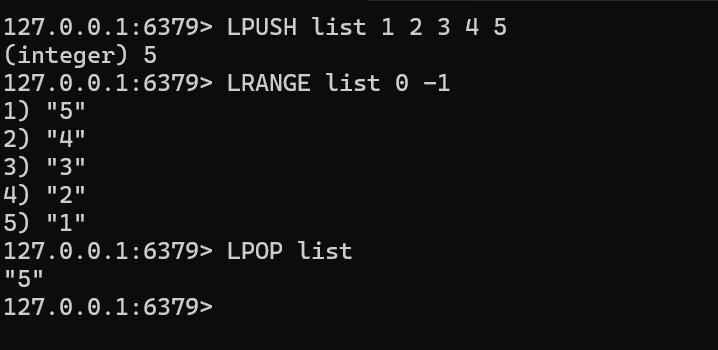 127.0.0.1:6379> LPUSH list 1 2 3 4 5
(integer) 5
127.0.0.1:6379> LRANGE list 0 -1
1) "5"
2) "4"
3) "3"
4) "2"
5) "1"
127.0.0.1:6379> LPOP list
"5"
127.0.0.1:6379>